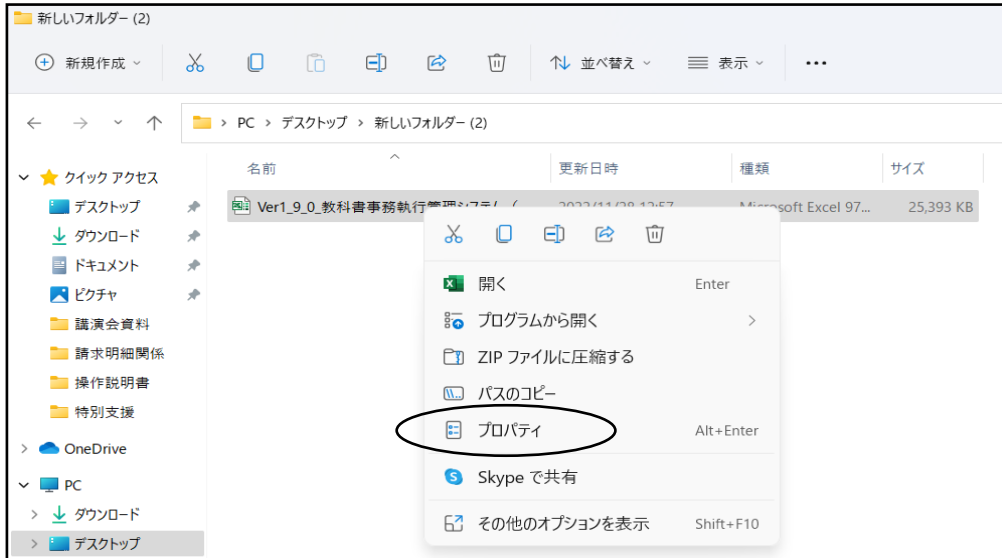 新しいフォルダー (2)
新規作成 並べ替え 表示
PC > デスクトップ > 新しいフォルダー (2)
名前 更新日時 種類 サイズ
クイック アクセス
Ver1_9_0_教科書事務執行管理システム ( 2022/11/28 12:57 Microsoft Excel 97... 25,393 KB
デスクトップ
ダウンロード
ドキュメント
ピクチャ
講演会資料
請求明細関係
操作説明書
特別支援
OneDrive
PC
ダウンロード
デスクトップ
開く Enter
プログラムから開く
ZIP ファイルに圧縮する
パスのコピー
プロパティ Alt+Enter
Skype で共有
その他のオプションを表示 Shift+F10